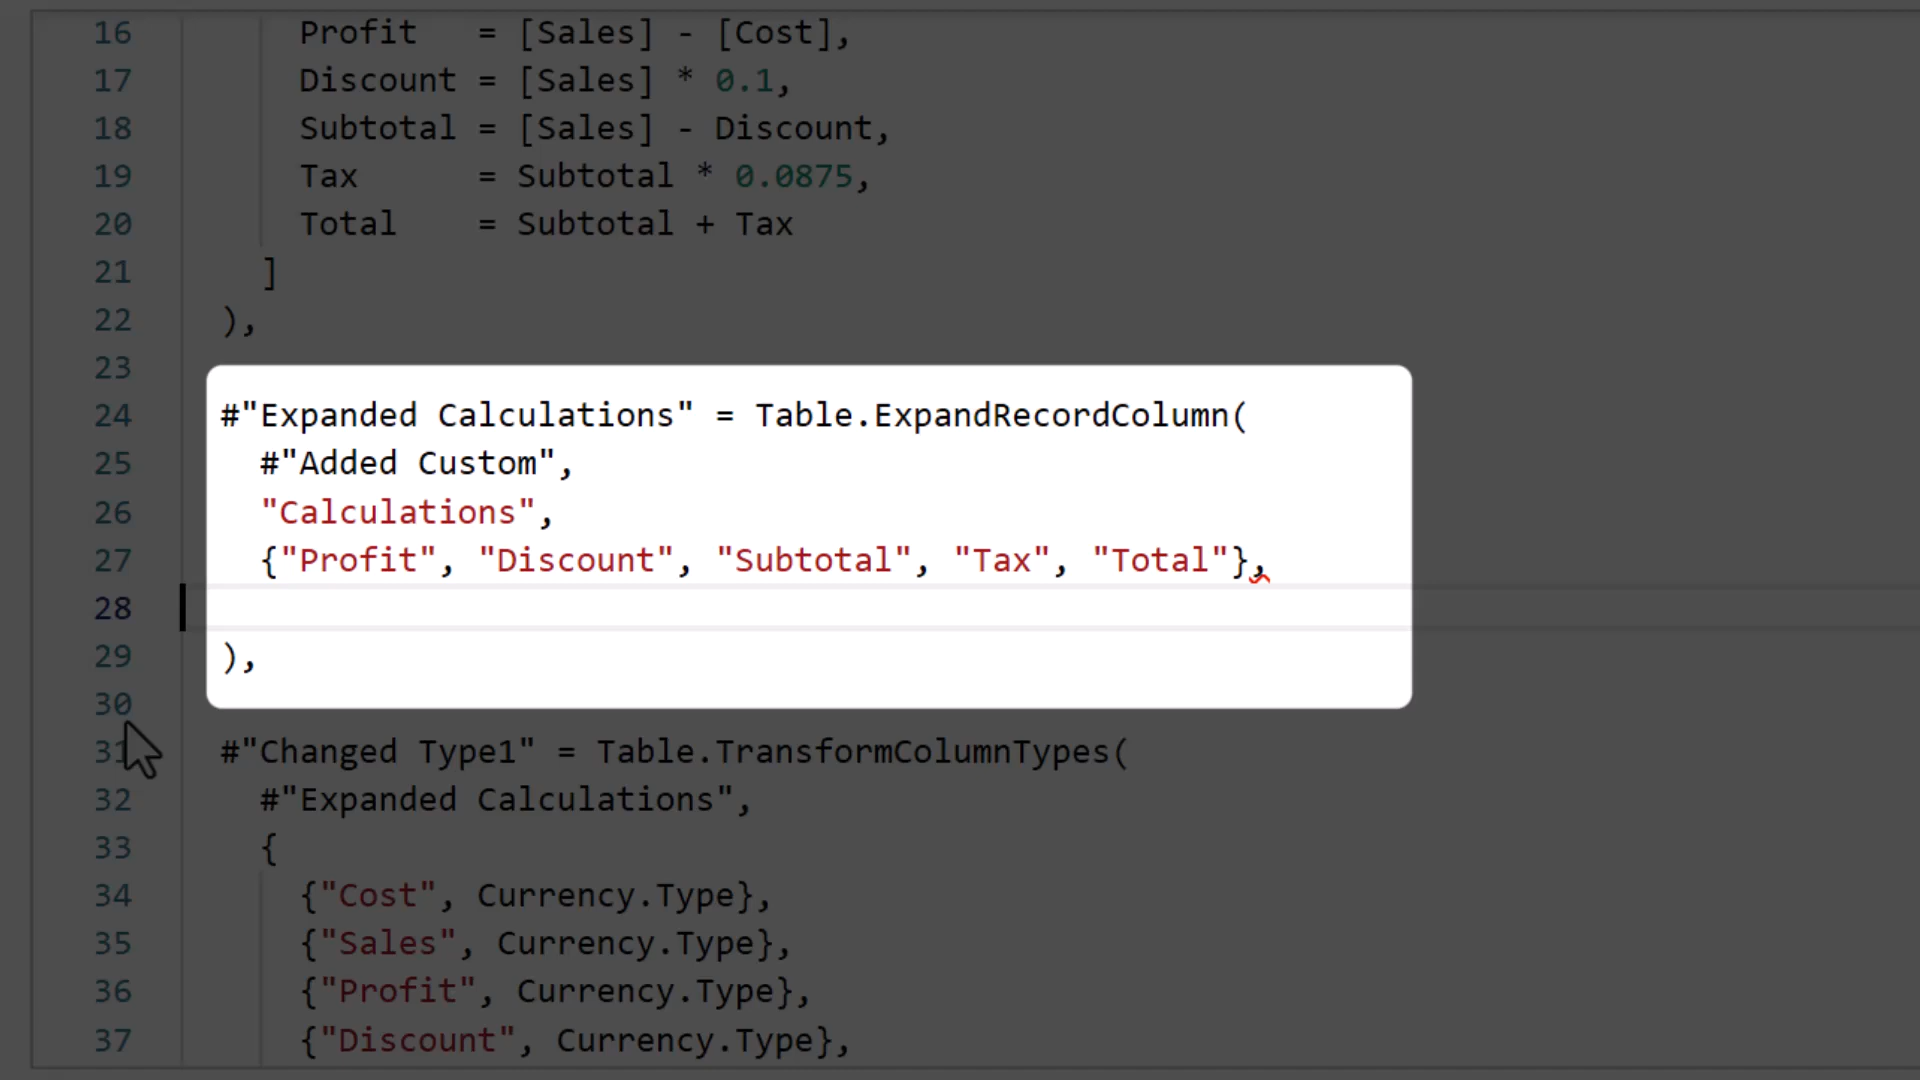 16 Profit   = [Sales] - [Cost],
17 Discount = [Sales] * 0.1,
18 Subtotal = [Sales] - Discount,
19 Tax      = Subtotal * 0.0875,
20 Total    = Subtotal + Tax
21 ]
22 ),
23
24 #"Expanded Calculations" = Table.ExpandRecordColumn(
25 #"Added Custom",
26 "Calculations",
27 {"Profit", "Discount", "Subtotal", "Tax", "Total"},
28
29 ),
30
31 #"Changed Type1" = Table.TransformColumnTypes(
32 #"Expanded Calculations",
33 {
34 {"Cost", Currency.Type},
35 {"Sales", Currency.Type},
36 {"Profit", Currency.Type},
37 {"Discount", Currency.Type},